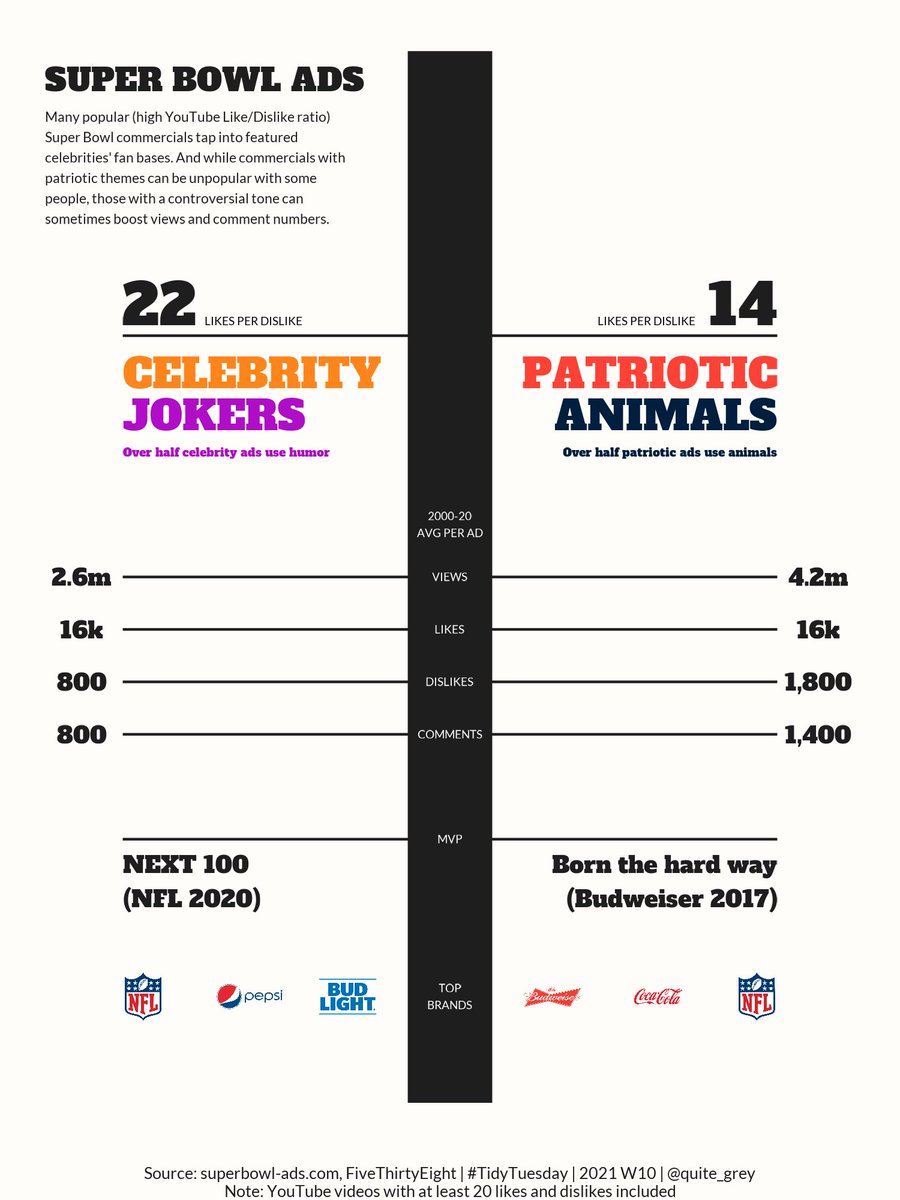 SUPER BOWL ADS
Many popular (high YouTube Like/Dislike ratio)
Super Bowl commercials tap into featured
celebrities' fan bases. And while commercials with
patriotic themes can be unpopular with some
people, those with a controversial tone can
sometimes boost views and comment numbers.
22 LIKES PER DISLIKE
LIKES PER DISLIKE 14
CELEBRITY
JOKERS
Over half celebrity ads use humor
PATRIOTIC
ANIMALS
Over half patriotic ads use animals
2000-20
AVG PER AD
2.6m VIEWS 4.2m
16k LIKES 16k
800 DISLIKES 1,800
800 COMMENTS 1,400
MVP
NEXT 100
(NFL 2020)
Born the hard way
(Budweiser 2017)
NFL
pepsi
BUD
LIGHT
TOP
BRANDS
Budweiser
Coca-Cola
NFL
Source: superbowl-ads.com, FiveThirtyEight | #TidyTuesday | 2021 W10 | @quite_grey
Note: YouTube videos with at least 20 likes and dislikes included